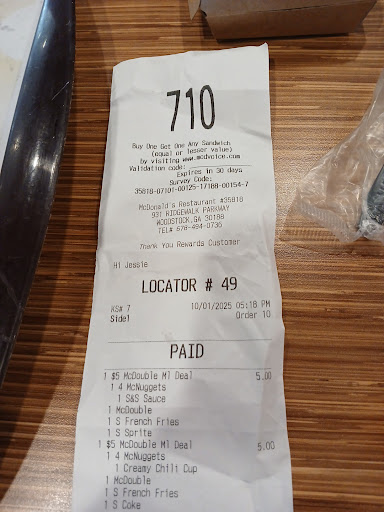 710
Buy One Get One Any Sandwich
(equal or lesser value)
by visiting www.mcdvoice.com
Validation code:
Expires in 30 days
Survey Code:
35818-07101-00125-17188-00154-7
McDonald's Restaurant #35818
931 RIDGEWALK PARKWAY
WOODSTOCK,GA 30188
TEL# 678-494-0736
Thank You Rewards Customer
Hi Jessie
LOCATOR # 49
KS# 7 10/01/2025 05:18 PM
Side1 Order 10
PAID
1 $5 McDouble Ml Deal 5.00
1 4 McNuggets
1 S&S Sauce
1 McDouble
1 S French Fries
1 S Sprite
1 $5 McDouble Ml Deal 5.00
1 4 McNuggets
1 Creamy Chili Cup
1 McDouble
1 S French Fries
1 S Coke